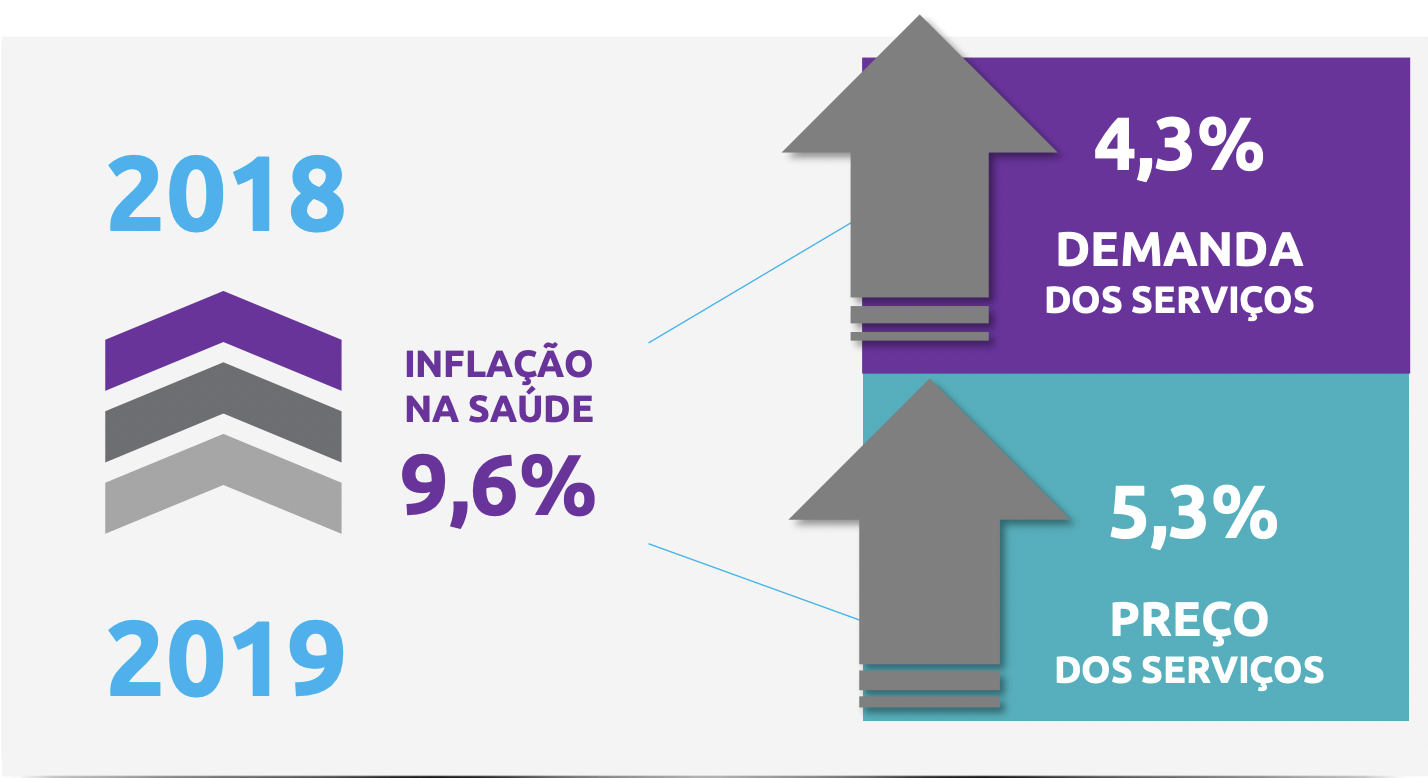 2018
2019
INFLAÇÃO
NA SAÚDE
9,6%
4,3%
DEMANDA
DOS SERVIÇOS
5,3%
PREÇO
DOS SERVIÇOS